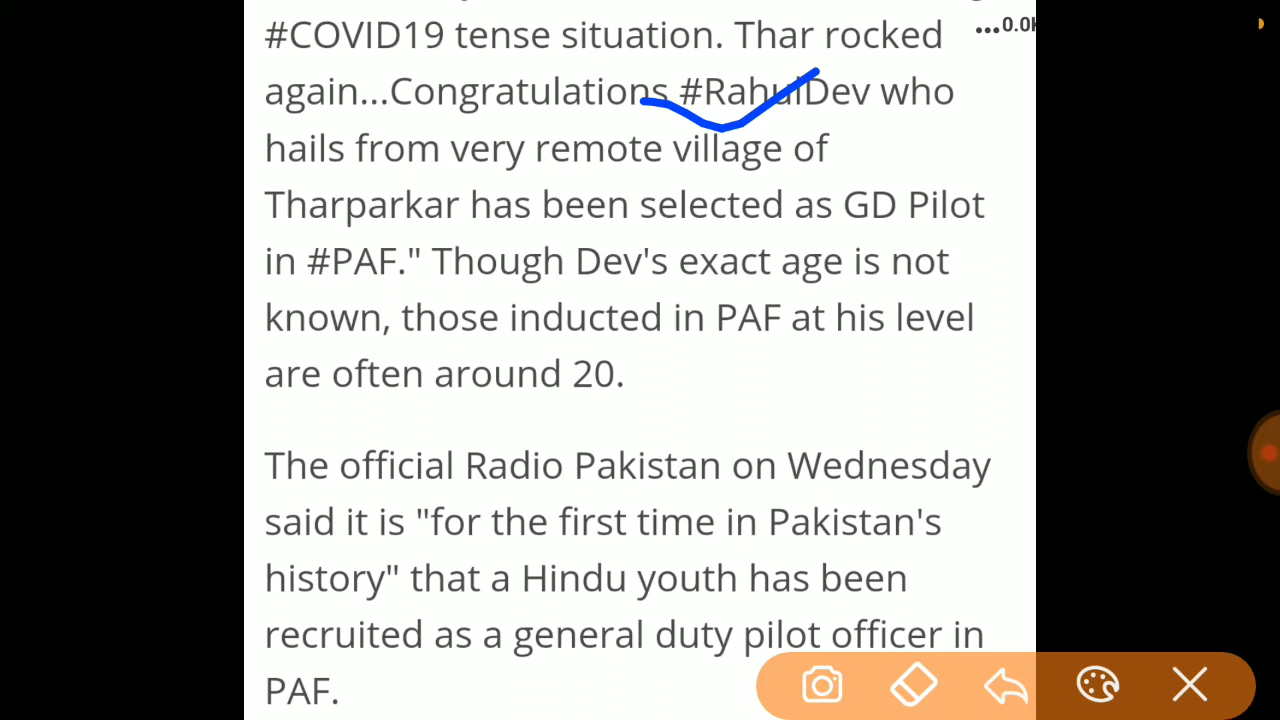 #COVID19 tense situation. Thar rocked
...0.0K
again...Congratulations #RahulDev who
hails from very remote village of
Tharparkar has been selected as GD Pilot
in #PAF." Though Dev's exact age is not
known, those inducted in PAF at his level
are often around 20.
The official Radio Pakistan on Wednesday
said it is "for the first time in Pakistan's
history" that a Hindu youth has been
recruited as a general duty pilot officer in
PAF.